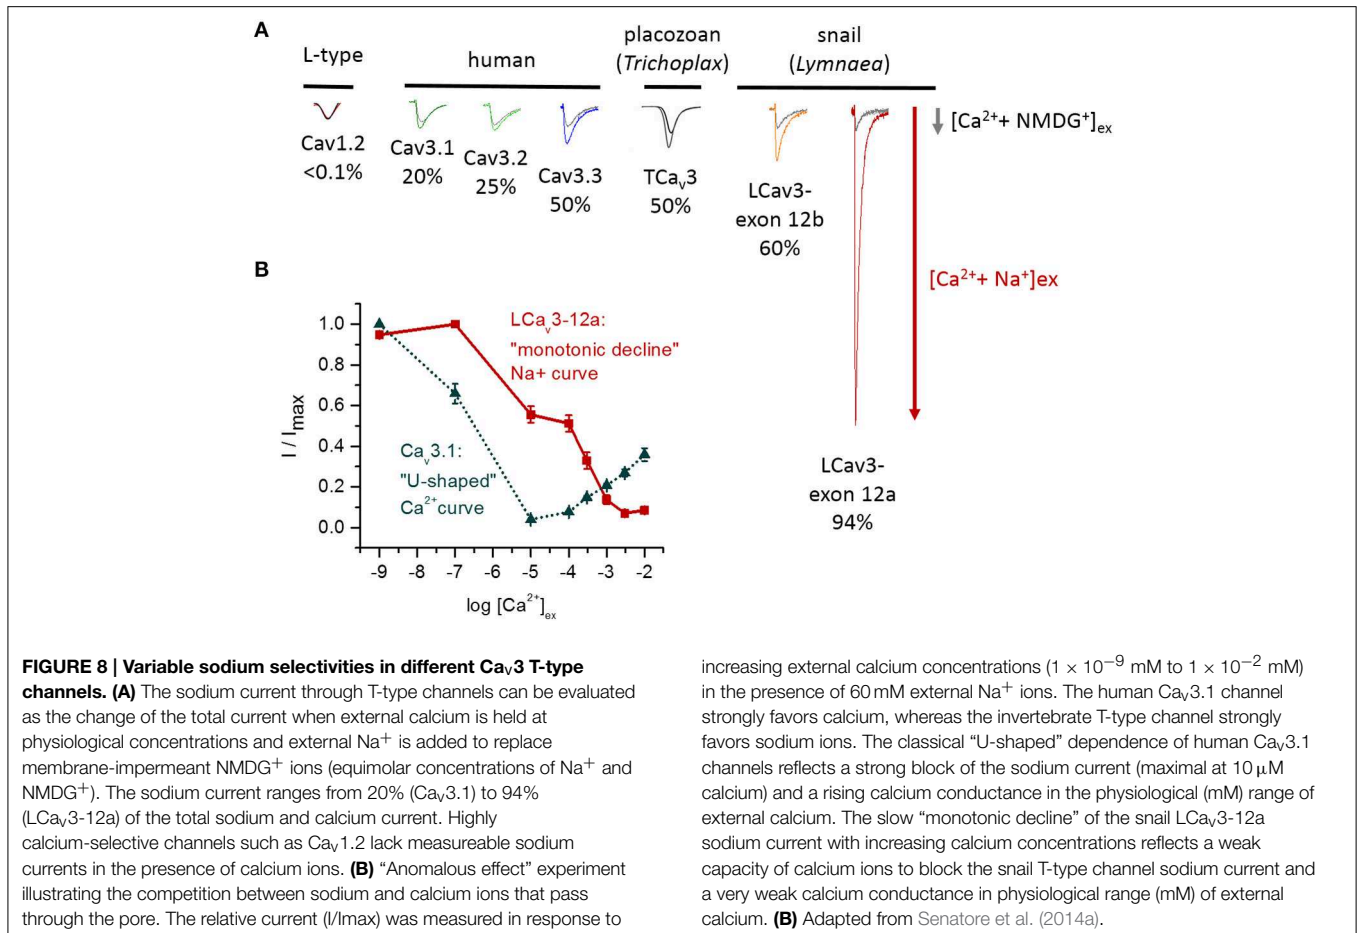 A
L-type
human
placozoan
(Trichoplax)
snail
(Lymnaea)
Cav1.2
<0.1%
Cav3.1
20%
Cav3.2
25%
Cav3.3
50%
TCaᵥ3
50%
LCav3-
exon 12b
60%
LCav3-
exon 12a
94%
[Ca²⁺+ NMDG⁺]ex
[Ca²⁺+ Na⁺]ex
B
I / Imax
1.0
0.8
0.6
0.4
0.2
0.0
LCaᵥ3-12a:
"monotonic decline"
Na+ curve
Caᵥ3.1:
"U-shaped"
Ca²⁺curve
-9 -8 -7 -6 -5 -4 -3 -2
log [Ca²⁺]ex
FIGURE 8 | Variable sodium selectivities in different Caᵥ3 T-type
channels. (A) The sodium current through T-type channels can be evaluated
as the change of the total current when external calcium is held at
physiological concentrations and external Na⁺ is added to replace
membrane-impermeant NMDG⁺ ions (equimolar concentrations of Na⁺ and
NMDG⁺). The sodium current ranges from 20% (Caᵥ3.1) to 94%
(LCaᵥ3-12a) of the total sodium and calcium current. Highly
calcium-selective channels such as Caᵥ1.2 lack measureable sodium
currents in the presence of calcium ions. (B) “Anomalous effect” experiment
illustrating the competition between sodium and calcium ions that pass
through the pore. The relative current (I/Imax) was measured in response to
increasing external calcium concentrations (1 × 10⁻⁹ mM to 1 × 10⁻² mM)
in the presence of 60 mM external Na⁺ ions. The human Caᵥ3.1 channel
strongly favors calcium, whereas the invertebrate T-type channel strongly
favors sodium ions. The classical “U-shaped” dependence of human Caᵥ3.1
channels reflects a strong block of the sodium current (maximal at 10 μM
calcium) and a rising calcium conductance in the physiological (mM) range of
external calcium. The slow “monotonic decline” of the snail LCaᵥ3-12a
sodium current with increasing calcium concentrations reflects a weak
capacity of calcium ions to block the snail T-type channel sodium current and
a very weak calcium conductance in physiological range (mM) of external
calcium. (B) Adapted from Senatore et al. (2014a).